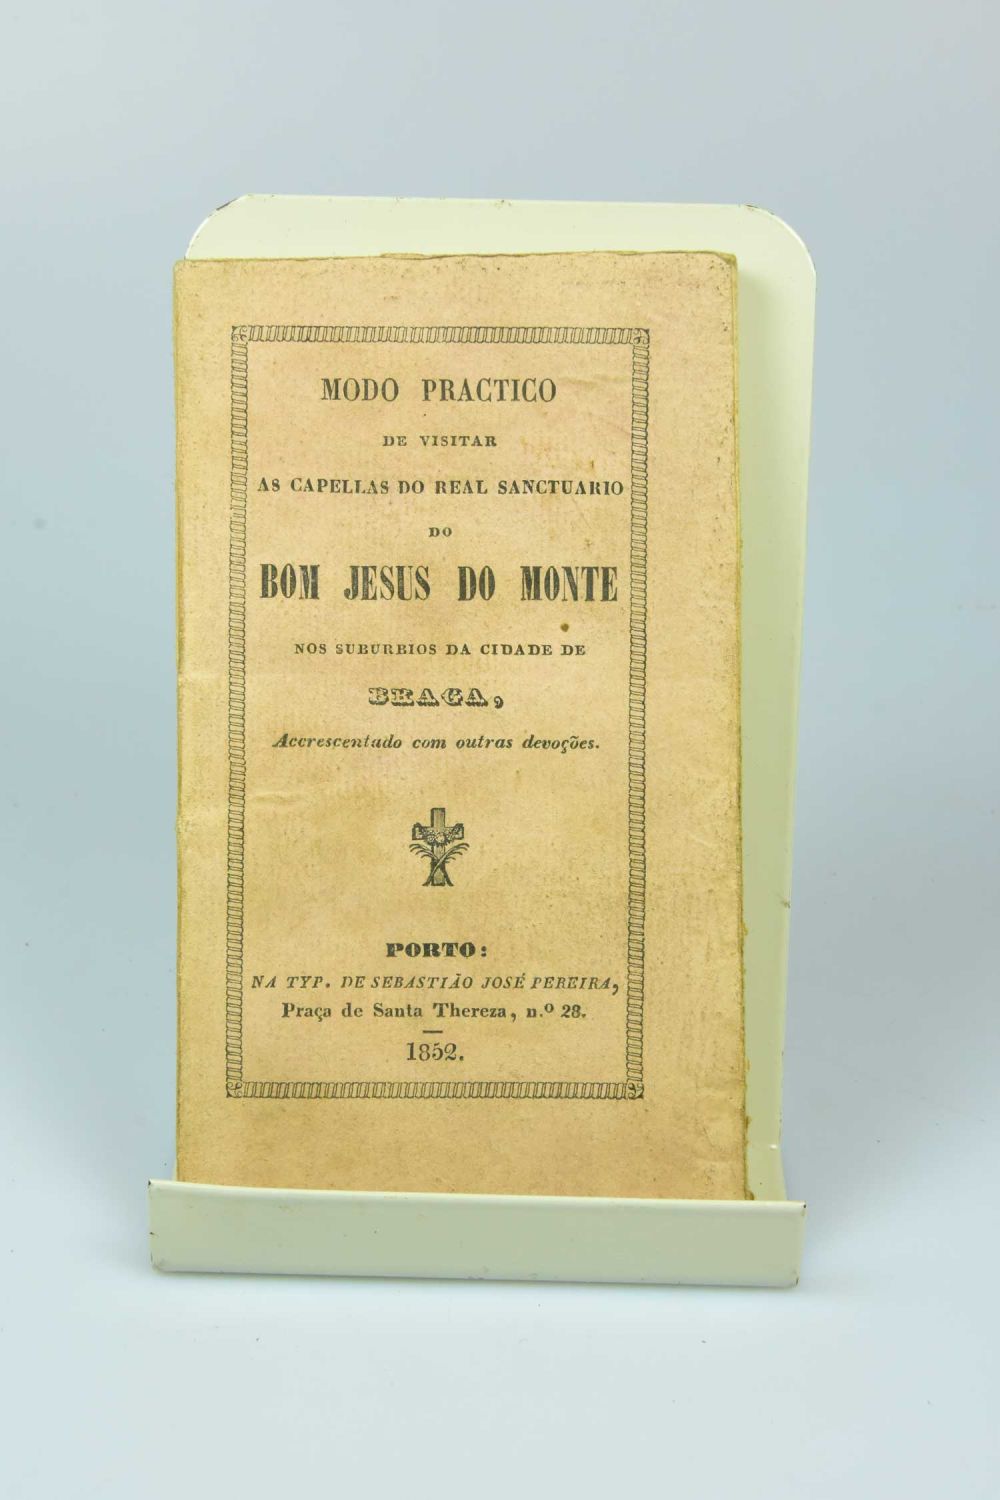 MODO PRACTICO
DE VISITAR
AS CAPELLAS DO REAL SANCTUARIO
DO
BOM JESUS DO MONTE
NOS SUBURBIOS DA CIDADE DE
BRAGA,
Accrescentado com outras devoções.
PORTO:
NA TYP. DE SEBASTIÃO JOSÉ PEREIRA,
Praça de Santa Thereza, n.º 28.
1852.